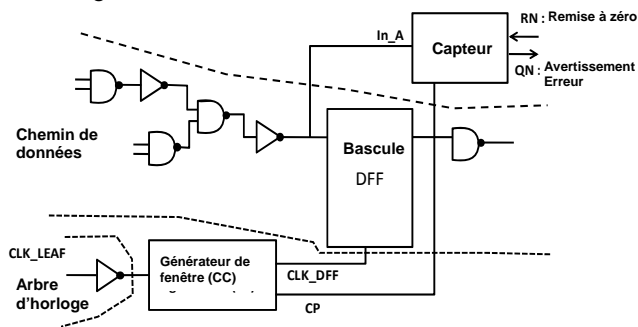 RN : Remise à zéro
In_A
Capteur
QN : Avertissement
Erreur
Chemin de
données
Bascule
DFF
CLK_LEAF
Générateur de
fenêtre (CC)
CLK_DFF
Arbre
d'horloge
CP